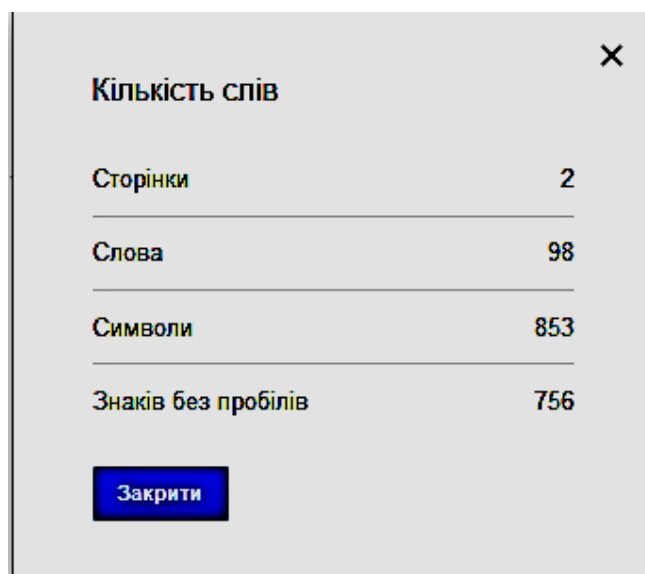 Кількість слів
Сторінки 2
Слова 98
Символи 853
Знаків без пробілів 756
Закрити